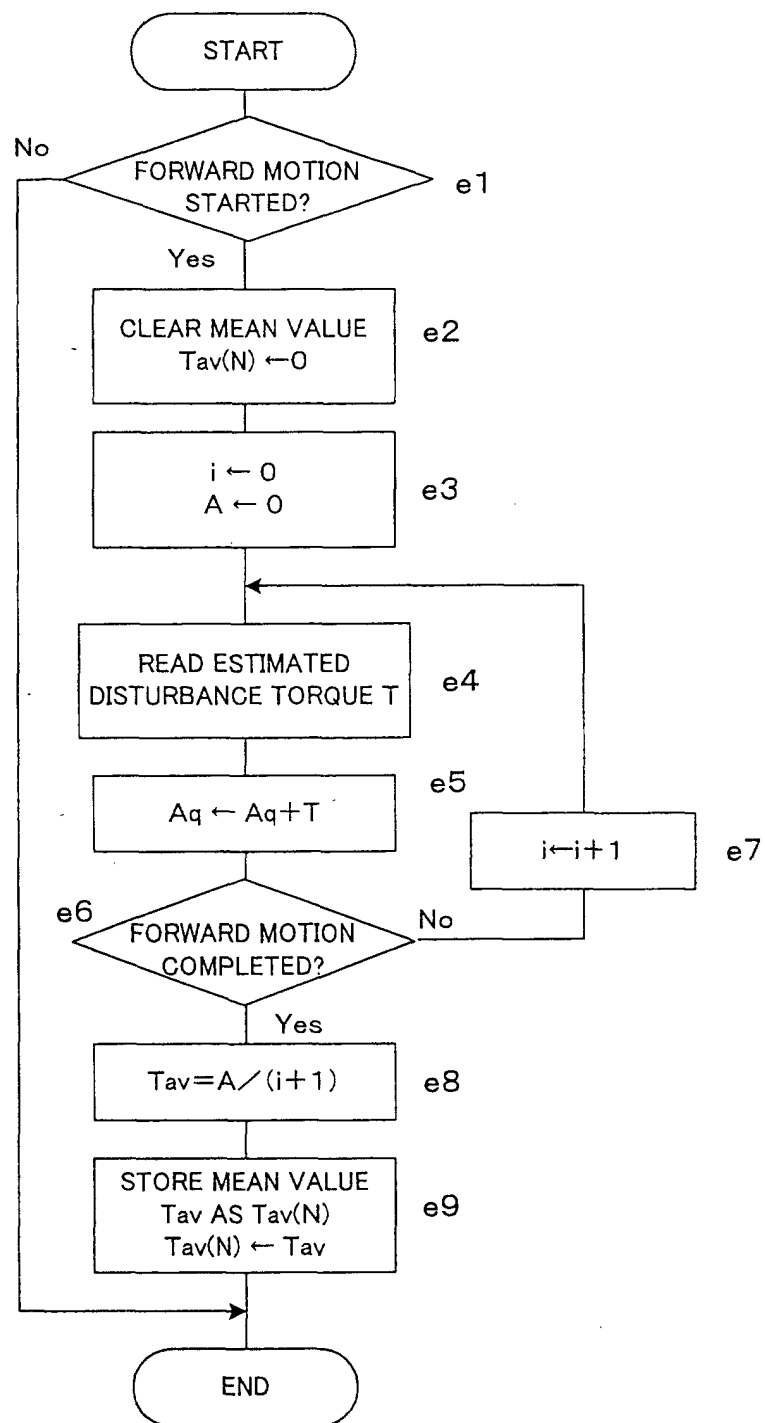 START
No
FORWARD MOTION
STARTED?
e1
Yes
CLEAR MEAN VALUE
Tav(N) ←0
e2
i ← 0
A ← 0
e3
READ ESTIMATED
DISTURBANCE TORQUE T
e4
Aq ← Aq+T
e5
i←i+1
e7
e6
FORWARD MOTION
COMPLETED?
No
Yes
Tav=A／(i+1)
e8
STORE MEAN VALUE
Tav AS Tav(N)
Tav(N) ← Tav
e9
END